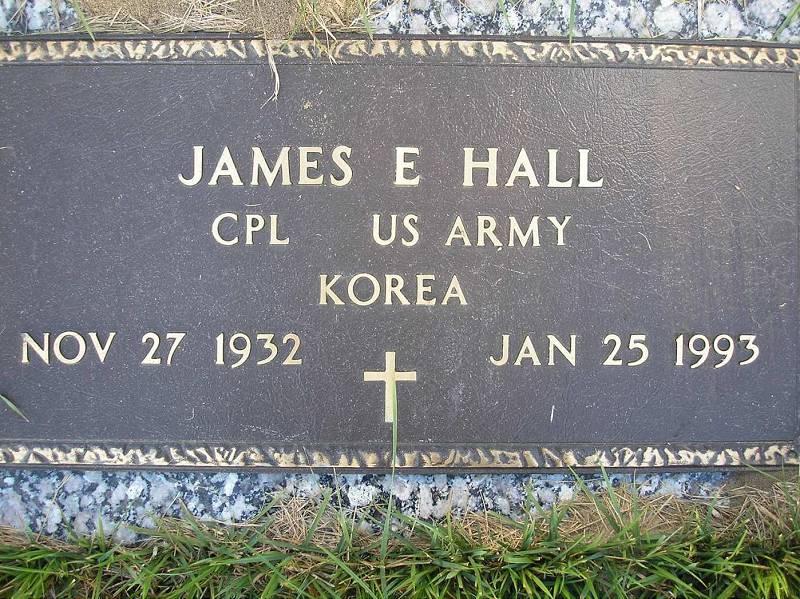 JAMES E HALL
CPL US ARMY
KOREA
NOV 27 1932 JAN 25 1993